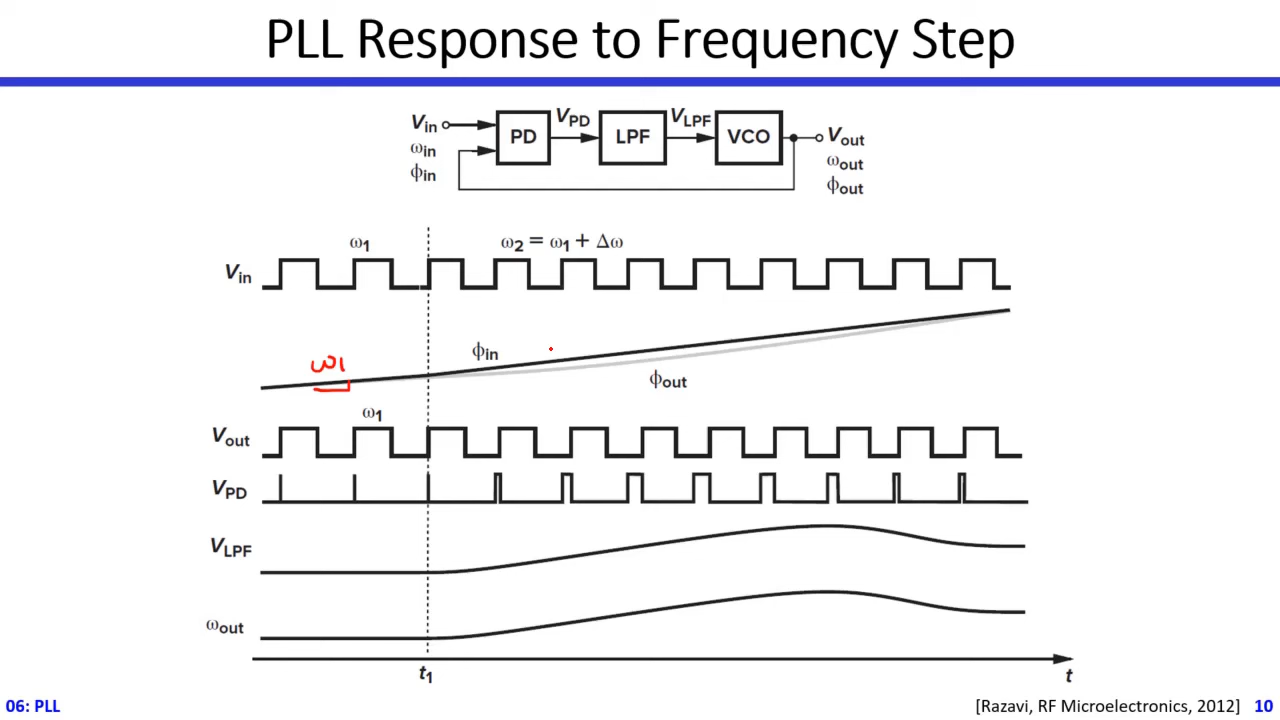 PLL Response to Frequency Step
Vin
ωin
ϕin
PD
VPD
LPF
VLPF
VCO
Vout
ωout
ϕout
ω1
ω2 = ω1 + Δω
Vin
ω1
ϕin
ϕout
ω1
Vout
VPD
VLPF
ωout
t1
t
06: PLL
[Razavi, RF Microelectronics, 2012] 10